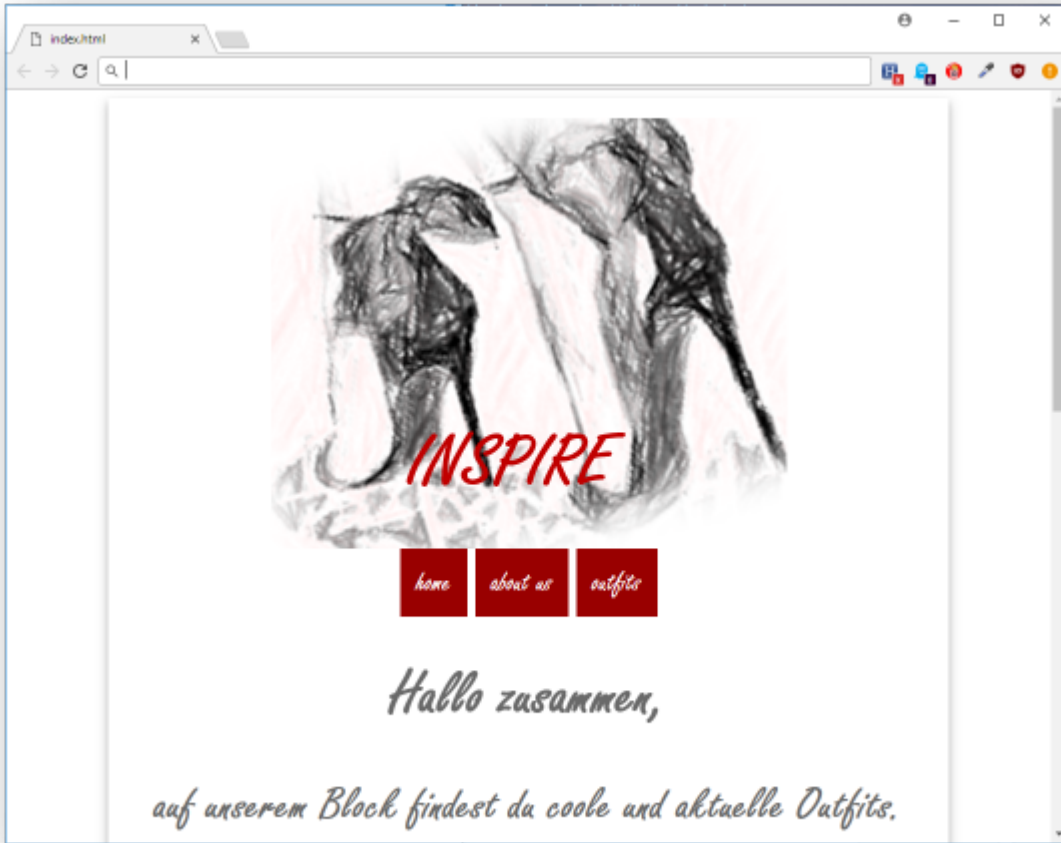 index.html
INSPIRE
home about us outfits
Hallo zusammen,
auf unserem Block findest du coole und aktuelle Outfits.